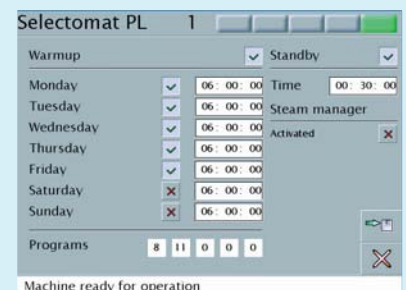 Selectomat PL 1
Warmup
Standby
Monday 06: 00: 00
Time 00: 30: 00
Tuesday 06: 00: 00
Steam manager
Wednesday 06: 00: 00
Activated
Thursday 06: 00: 00
Friday 06: 00: 00
Saturday 06: 00: 00
Sunday 06: 00: 00
Programs 8 11 0 0 0
Machine ready for operation